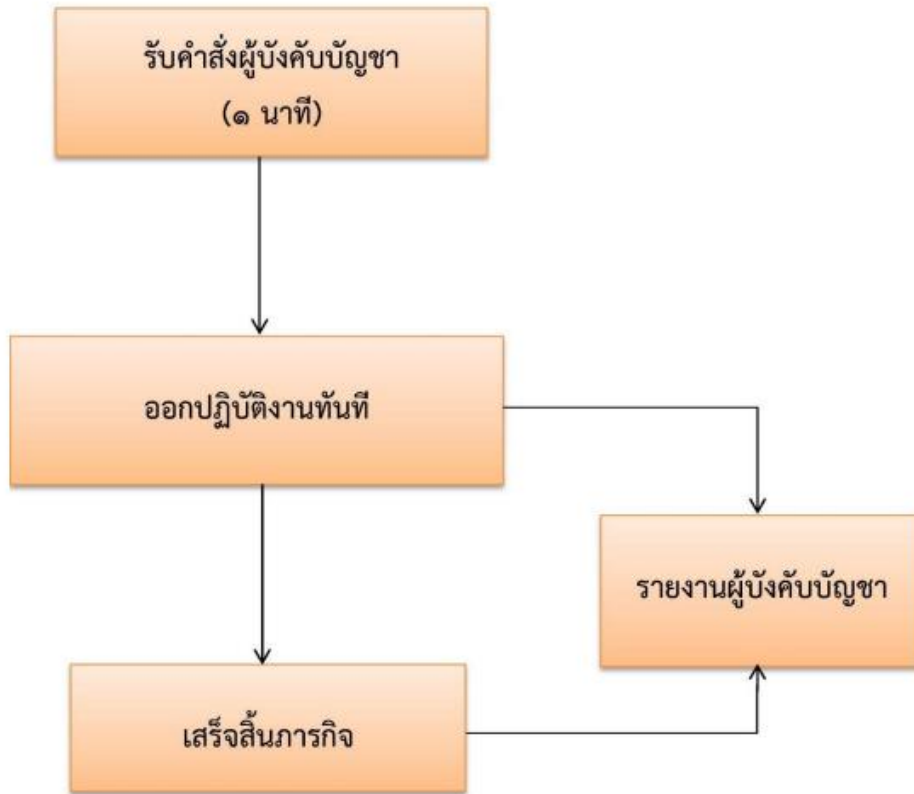 รับคำสั่งผู้บังคับบัญชา
(๑ นาที)
ออกปฏิบัติงานทันที
รายงานผู้บังคับบัญชา
เสร็จสิ้นภารกิจ